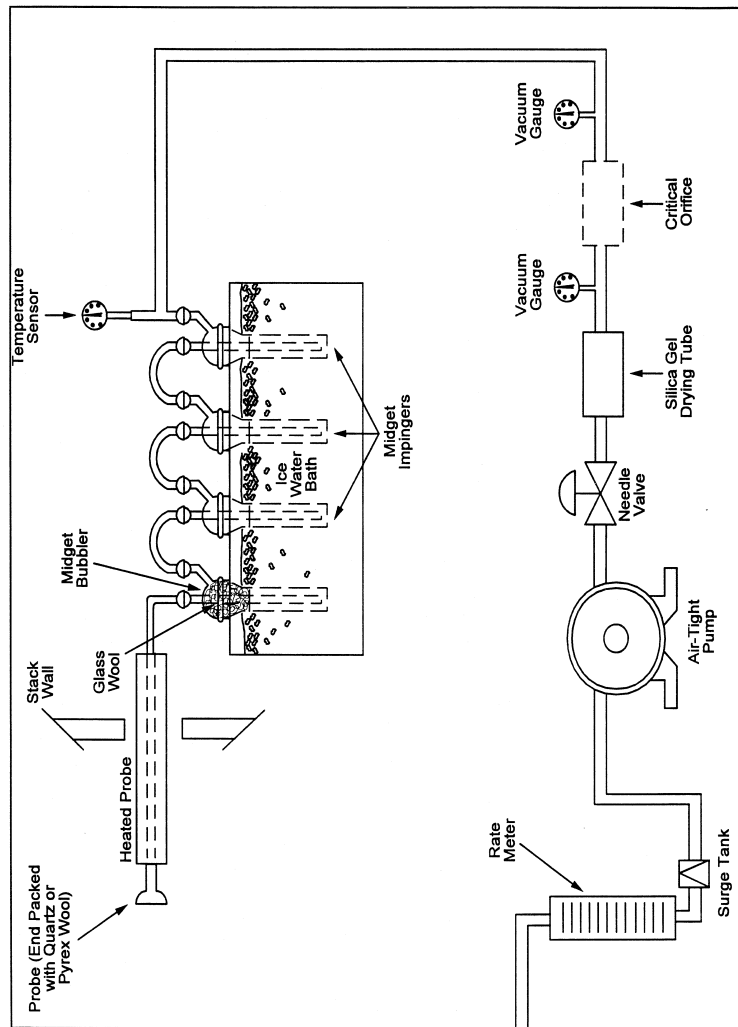 Probe (End Packed
with Quartz or
Pyrex Wool)
Heated Probe
Stack
Wall
Glass
Wool
Midget
Bubbler
Ice
Water
Bath
Midget
Impingers
Temperature
Sensor
Rate
Meter
Surge Tank
Air-Tight
Pump
Needle
Valve
Silica Gel
Drying Tube
Vacuum
Gauge
Critical
Orifice
Vacuum
Gauge